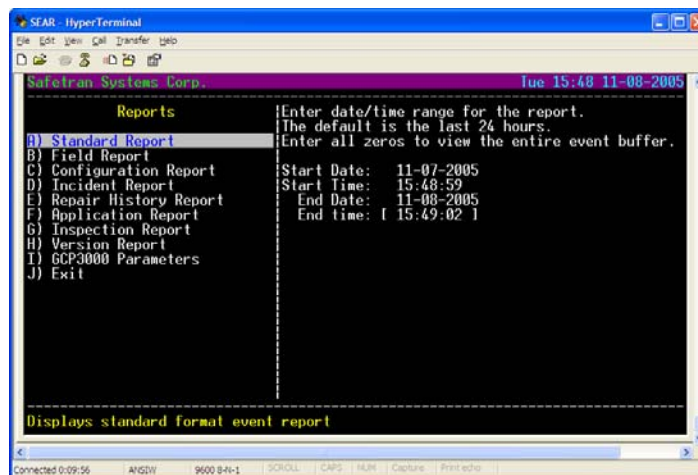 SEAR - HyperTerminal
File Edit View Call Transfer Help
Safetran Systems Corp. Tue 15:48 11-08-2005
Reports
A) Standard Report
B) Field Report
C) Configuration Report
D) Incident Report
E) Repair History Report
F) Application Report
G) Inspection Report
H) Version Report
I) GCP3000 Parameters
J) Exit
Enter date/time range for the report.
The default is the last 24 hours.
Enter all zeros to view the entire event buffer.
Start Date: 11-07-2005
Start Time: 15:48:59
End Date: 11-08-2005
End time: [ 15:49:02 ]
Displays standard format event report
Connected 0:09:56 ANSIW 9600 8-N-1 SCROLL CAPS NUM Capture Print echo